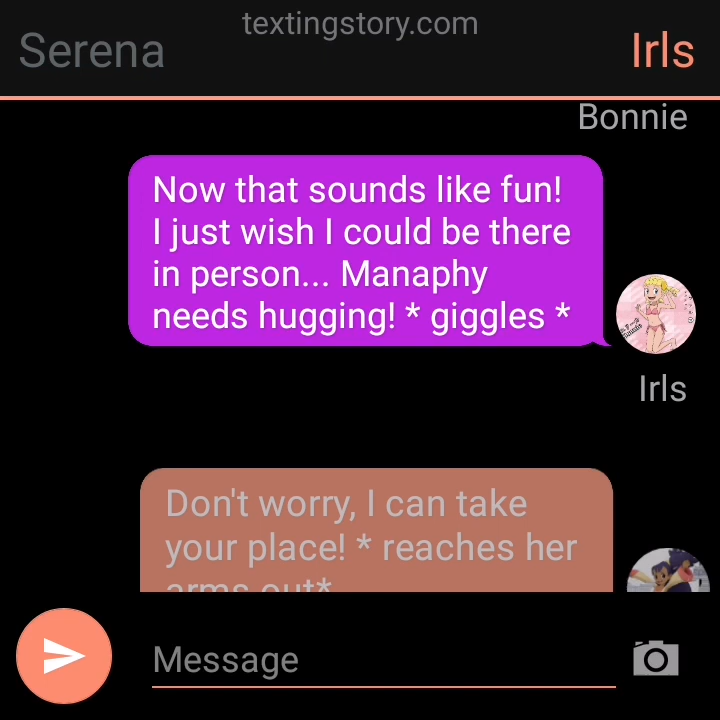 textingstory.com
Serena
Irls
Bonnie
Now that sounds like fun!
I just wish I could be there
in person... Manaphy
needs hugging! * giggles *
Irls
Don't worry, I can take
your place! * reaches her
arms out*
Message